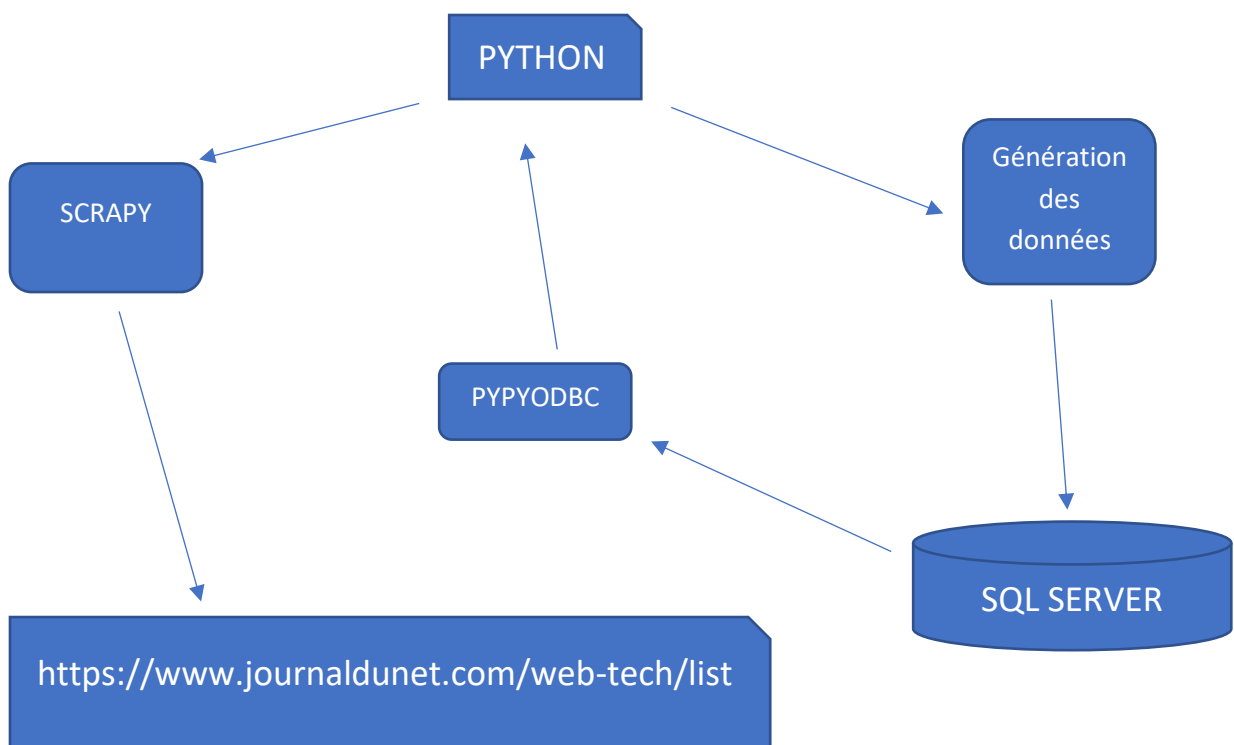 PYTHON
Génération
des
données
SCRAPY
PYPYODBC
SQL SERVER
https://www.journaldunet.com/web-tech/list